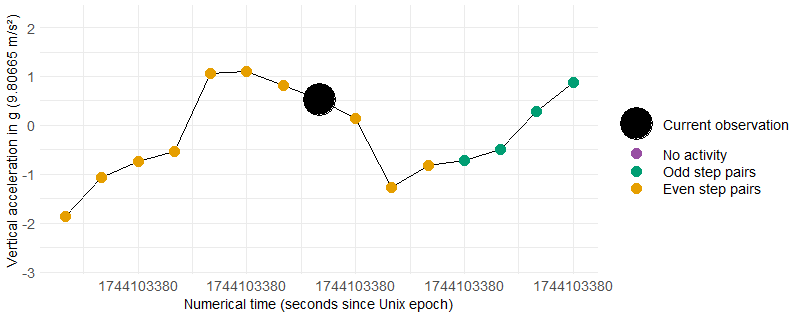 Vertical acceleration in g (9.80665 m/s²)
2
1
0
-1
-2
-3
1744103380 1744103380 1744103380 1744103380 1744103380
Numerical time (seconds since Unix epoch)
Current observation
No activity
Odd step pairs
Even step pairs